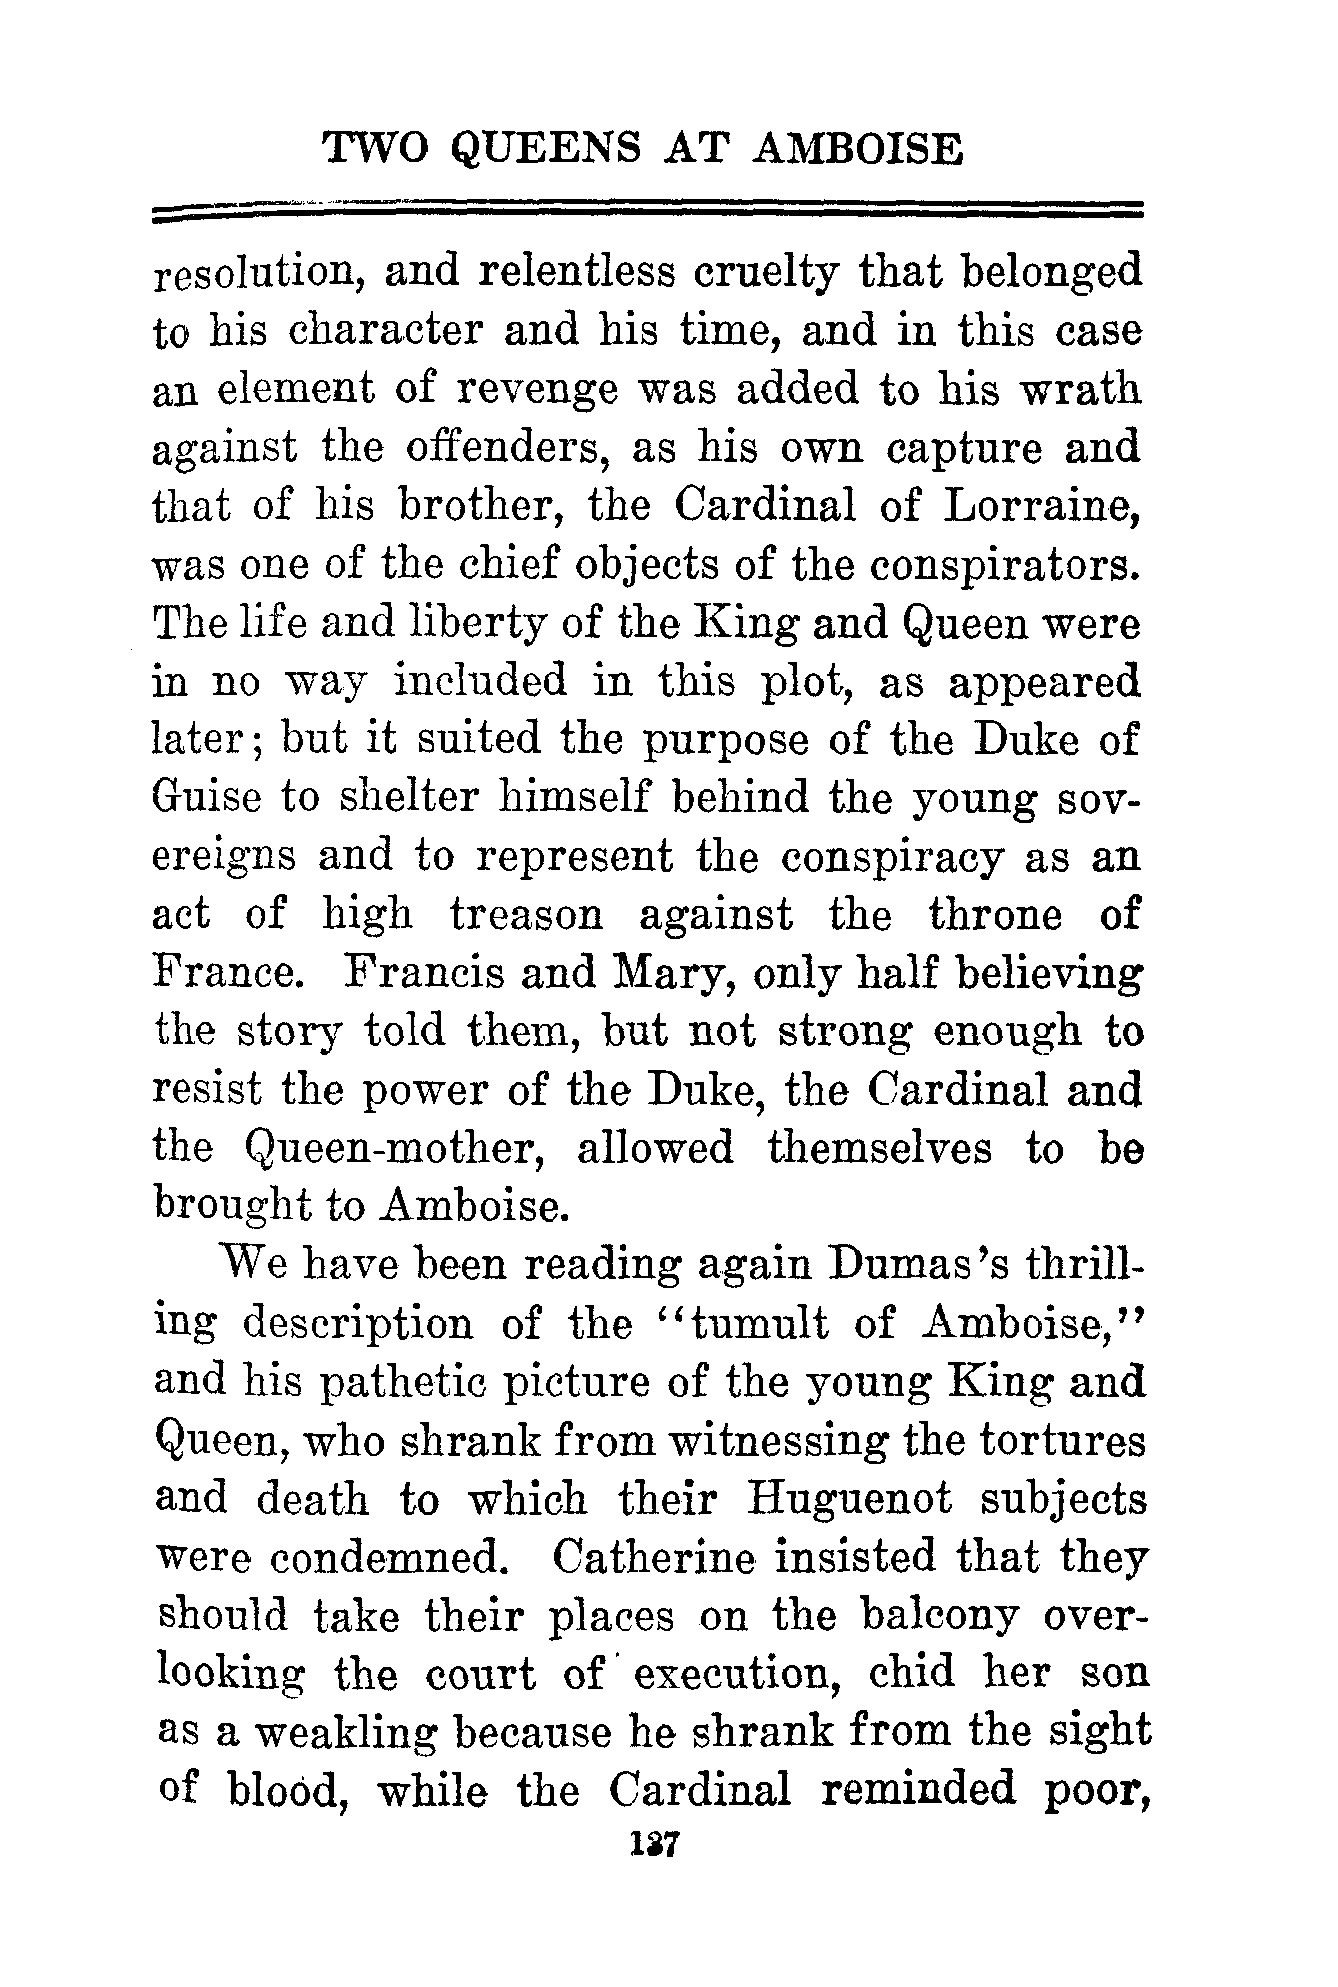 TWO QUEENS AT AMBOISE
resolution, and relentless cruelty that belonged
to his character and his time, and in this case
an element of revenge was added to his wrath
against the offenders, as his own capture and
that of his brother, the Cardinal of Lorraine,
was one of the chief objects of the conspirators.
The life and liberty of the King and Queen were
in no way included in this plot, as appeared
later; but it suited the purpose of the Duke of
Guise to shelter himself behind the young sov-
ereigns and to represent the conspiracy as an
act of high treason against the throne of
France. Francis and Mary, only half believing
the story told them, but not strong enough to
resist the power of the Duke, the Cardinal and
the Queen-mother, allowed themselves to be
brought to Amboise.
We have been reading again Dumas's thrill-
ing description of the "tumult of Amboise,"
and his pathetic picture of the young King and
Queen, who shrank from witnessing the tortures
and death to which their Huguenot subjects
were condemned. Catherine insisted that they
should take their places on the balcony over-
looking the court of execution, chid her son
as a weakling because he shrank from the sight
of blood, while the Cardinal reminded poor,